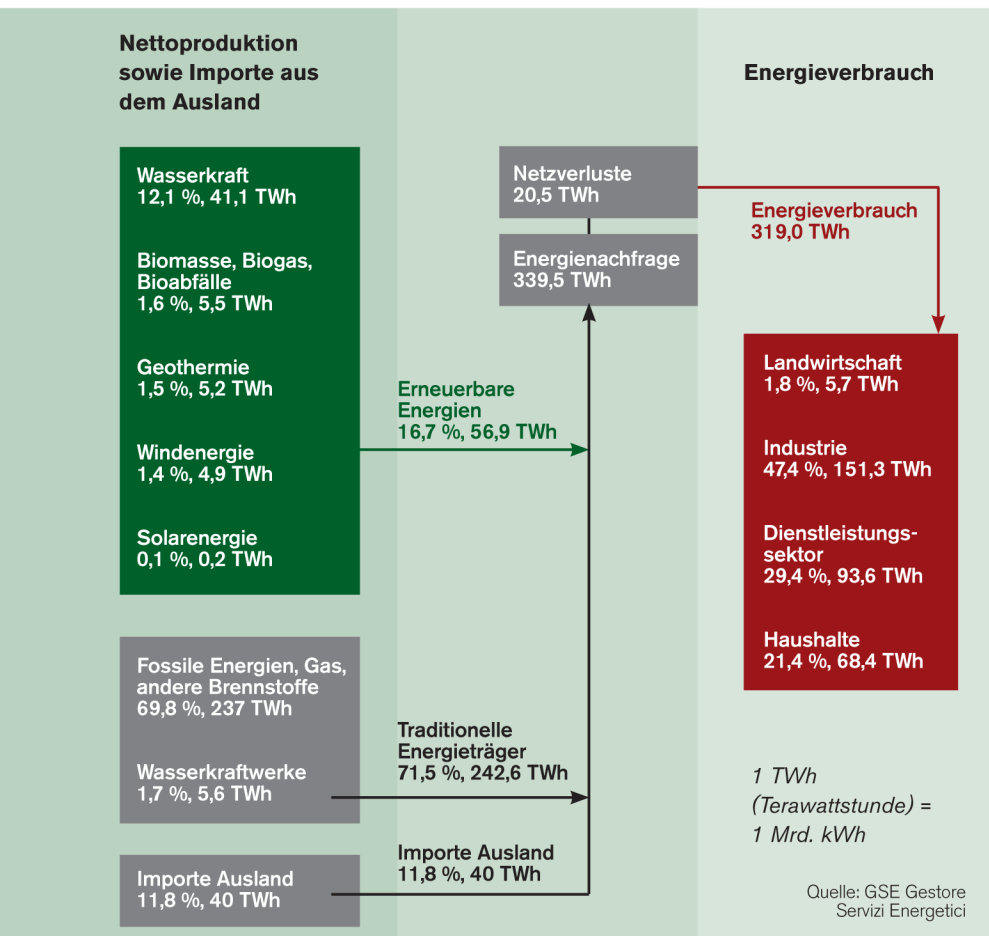 Nettoproduktion
sowie Importe aus
dem Ausland
Wasserkraft
12,1 %, 41,1 TWh
Biomasse, Biogas,
Bioabfälle
1,6 %, 5,5 TWh
Geothermie
1,5 %, 5,2 TWh
Windenergie
1,4 %, 4,9 TWh
Solarenergie
0,1 %, 0,2 TWh
Fossile Energien, Gas,
andere Brennstoffe
69,8 %, 237 TWh
Wasserkraftwerke
1,7 %, 5,6 TWh
Importe Ausland
11,8 %, 40 TWh
Erneuerbare
Energien
16,7 %, 56,9 TWh
Traditionelle
Energieträger
71,5 %, 242,6 TWh
Importe Ausland
11,8 %, 40 TWh
Netzverluste
20,5 TWh
Energienachfrage
339,5 TWh
Energieverbrauch
Energieverbrauch
319,0 TWh
Landwirtschaft
1,8 %, 5,7 TWh
Industrie
47,4 %, 151,3 TWh
Dienstleistungs-
sektor
29,4 %, 93,6 TWh
Haushalte
21,4 %, 68,4 TWh
1 TWh
(Terawattstunde) =
1 Mrd. kWh
Quelle: GSE Gestore
Servizi Energetici